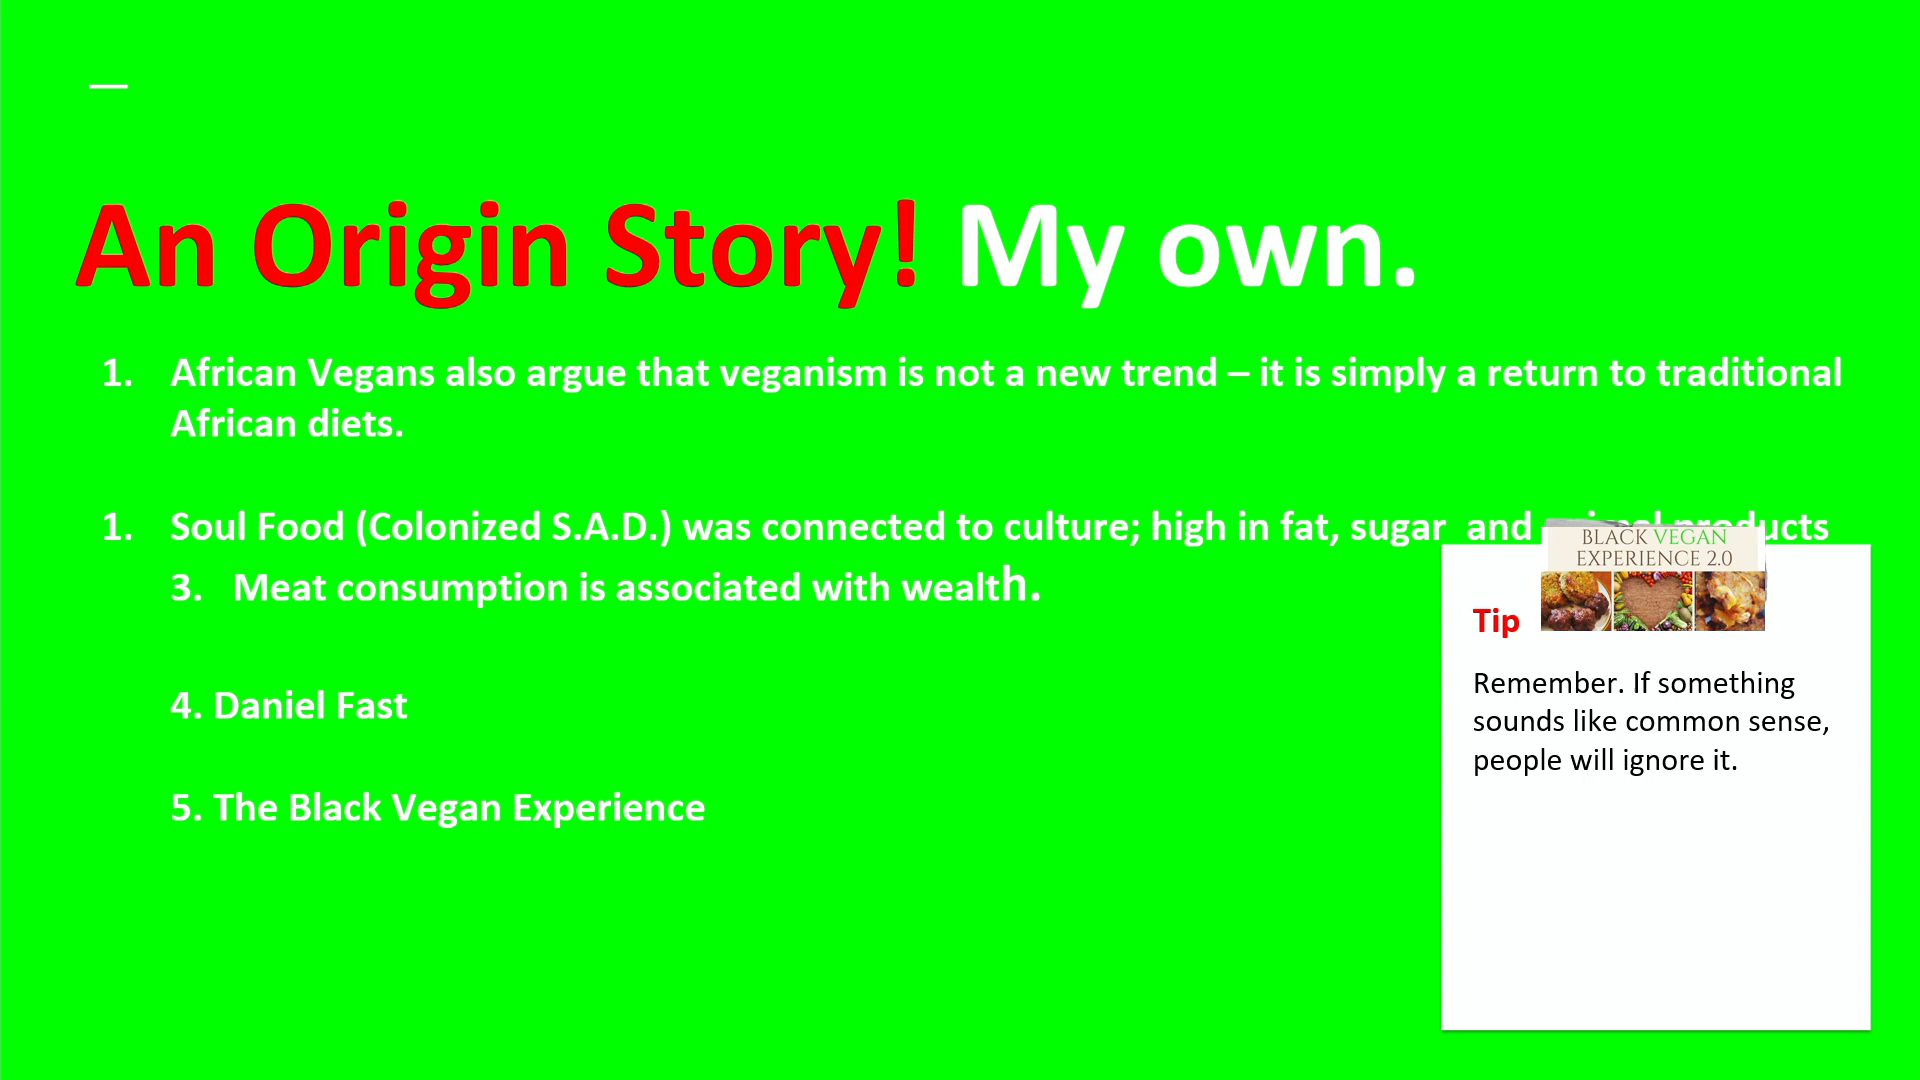 An Origin Story! My own.
1. African Vegans also argue that veganism is not a new trend – it is simply a return to traditional
African diets.
1. Soul Food (Colonized S.A.D.) was connected to culture; high in fat, sugar and animal products
3. Meat consumption is associated with wealth.
4. Daniel Fast
5. The Black Vegan Experience
BLACK VEGAN
EXPERIENCE 2.0
Tip
Remember. If something
sounds like common sense,
people will ignore it.